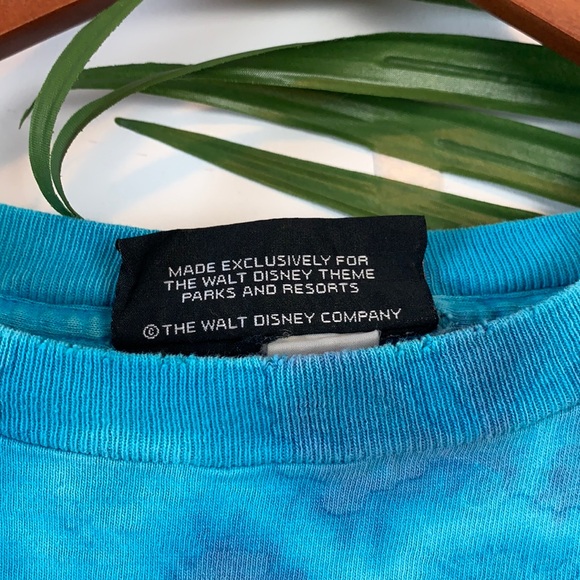 MADE EXCLUSIVELY FOR
THE WALT DISNEY THEME
PARKS AND RESORTS
© THE WALT DISNEY COMPANY